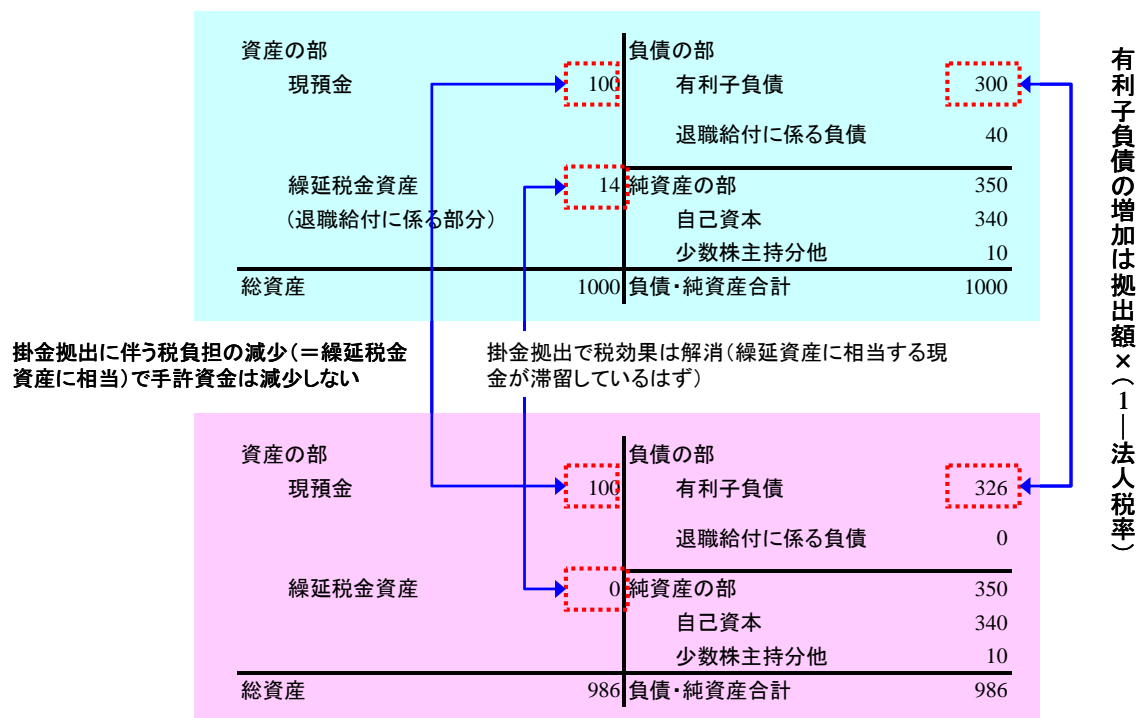 資産の部 負債の部
現預金 100 有利子負債 300
退職給付に係る負債 40
繰延税金資産 14 純資産の部 350
（退職給付に係る部分） 自己資本 340
少数株主持分他 10
総資産 1000 負債・純資産合計 1000
掛金拠出に伴う税負担の減少（＝繰延税金
資産に相当）で手許資金は減少しない
掛金拠出で税効果は解消（繰延資産に相当する現
金が滞留しているはず）
資産の部 負債の部
現預金 100 有利子負債 326
退職給付に係る負債 0
繰延税金資産 0 純資産の部 350
自己資本 340
少数株主持分他 10
総資産 986 負債・純資産合計 986
有利子負債の増加は拠出額×（1―法人税率）